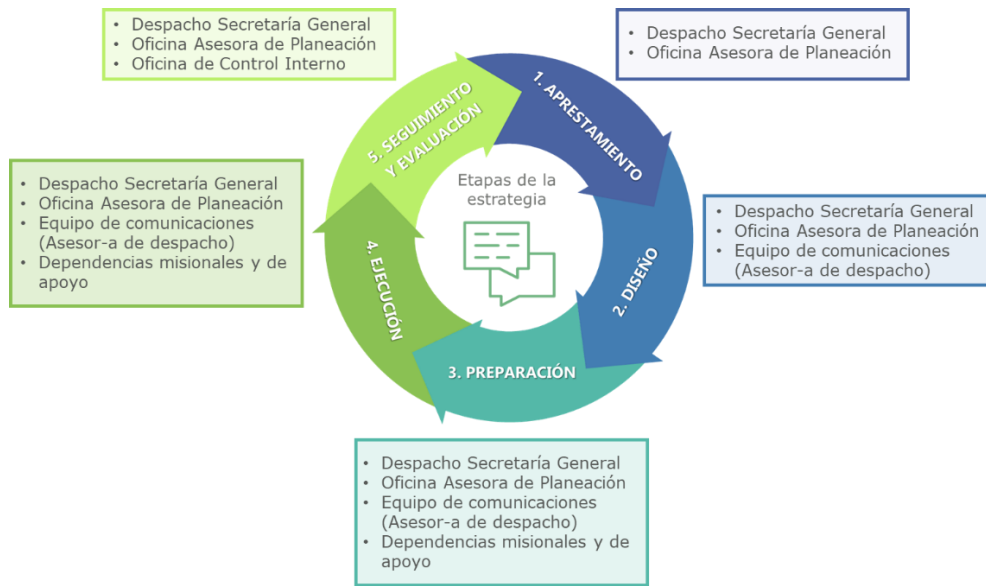 Etapas de la
estrategia
1. APRESTAMIENTO
• Despacho Secretaría General
• Oficina Asesora de Planeación
2. DISEÑO
• Despacho Secretaría General
• Oficina Asesora de Planeación
• Equipo de comunicaciones
(Asesor-a de despacho)
3. PREPARACIÓN
• Despacho Secretaría General
• Oficina Asesora de Planeación
• Equipo de comunicaciones
(Asesor-a de despacho)
• Dependencias misionales y de
apoyo
4. EJECUCIÓN
• Despacho Secretaría General
• Oficina Asesora de Planeación
• Equipo de comunicaciones
(Asesor-a de despacho)
• Dependencias misionales y de
apoyo
5. SEGUIMIENTO
Y EVALUACIÓN
• Despacho Secretaría General
• Oficina Asesora de Planeación
• Oficina de Control Interno